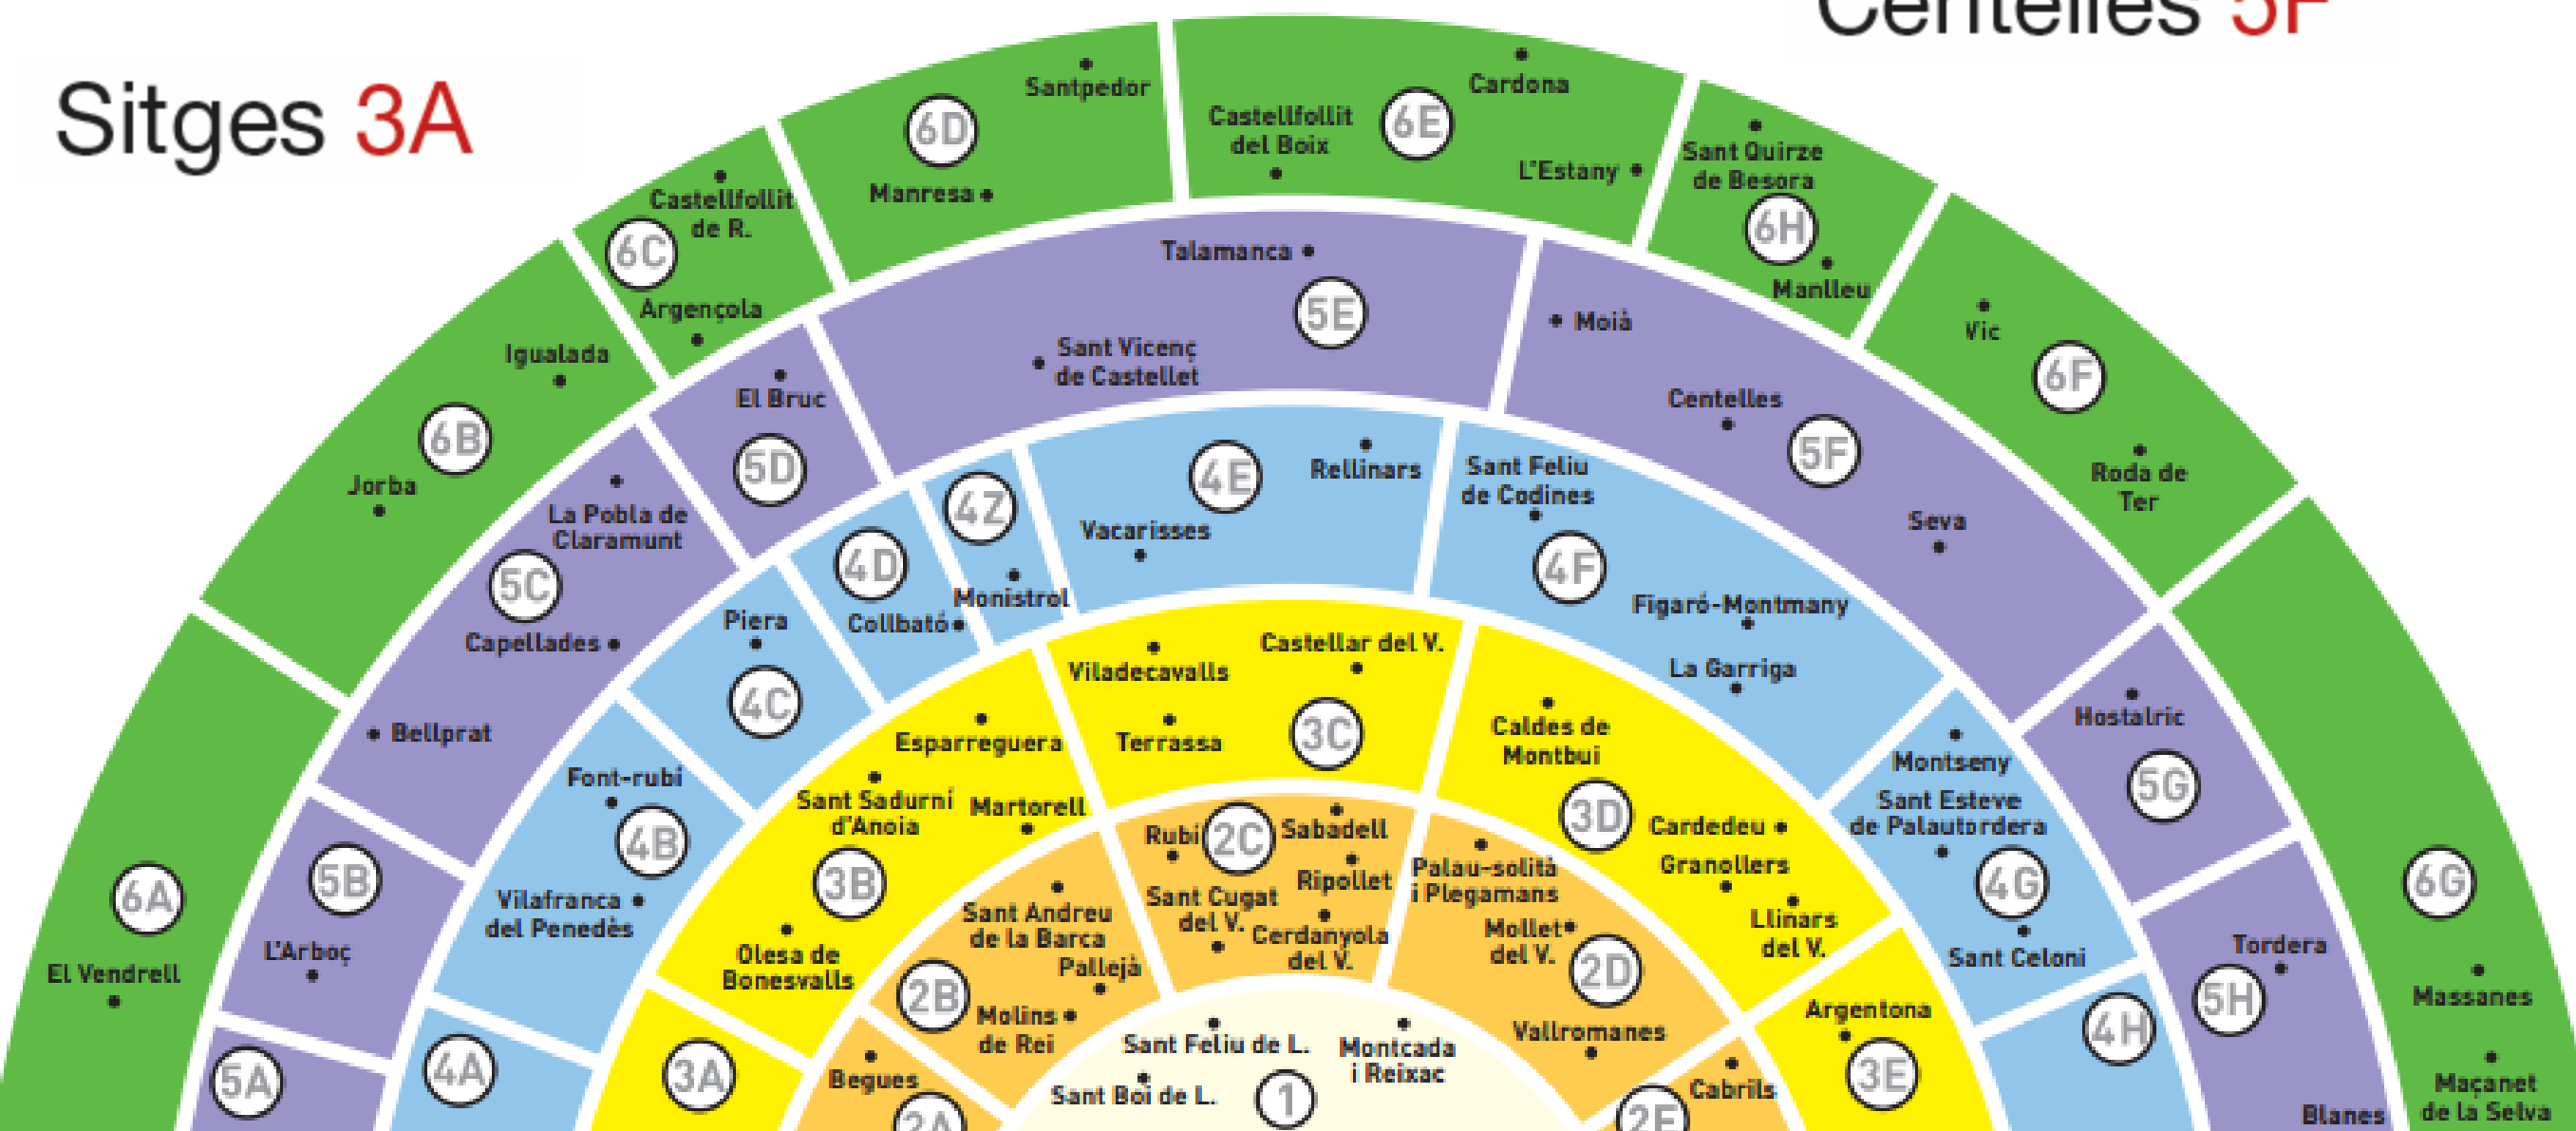 Centelles 5F
Sitges 3A
Santpedor
6D
Manresa
Cardona
Castellfollit
del Boix
6E
L'Estany
Sant Quirze
de Besora
6H
Manlleu
Castellfollit
de R.
6C
Argençola
Vic
6F
Roda de
Ter
Igualada
6B
Jorba
Talamanca
5E
Sant Vicenç
de Castellet
Moià
Centelles
5F
Seva
El Bruc
5D
La Pobla de
Claramunt
5C
Capellades
Bellprat
4Z
Monistrol
4E
Rellinars
Vacarisses
Sant Feliu
de Codines
4F
Figaró-Montmany
La Garriga
4D
Collbató
Piera
4C
Hostalric
5G
Viladecavalls
Castellar del V.
Terrassa
3C
Caldes de
Montbui
3D
Cardedeu
Granollers
Llinars
del V.
Montseny
Sant Esteve
de Palautordera
4G
Sant Celoni
Esparreguera
Sant Sadurní
d'Anoia
Martorell
3B
Olesa de
Bonesvalls
Font-rubí
4B
Vilafranca
del Penedès
5B
L'Arboç
6A
El Vendrell
Rubí
2C
Sabadell
Ripollet
Sant Cugat
del V.
Cerdanyola
del V.
Palau-solità
i Plegamans
Mollet
del V.
2D
Vallromanes
Sant Andreu
de la Barca
Pallejà
2B
Molins
de Rei
6G
Massanes
Maçanet
de la Selva
Tordera
5H
Blanes
4H
Argentona
3E
Cabrils
2E
Sant Feliu de L.
Montcada
i Reixac
Sant Boi de L.
1
Begues
2A
3A
4A
5A